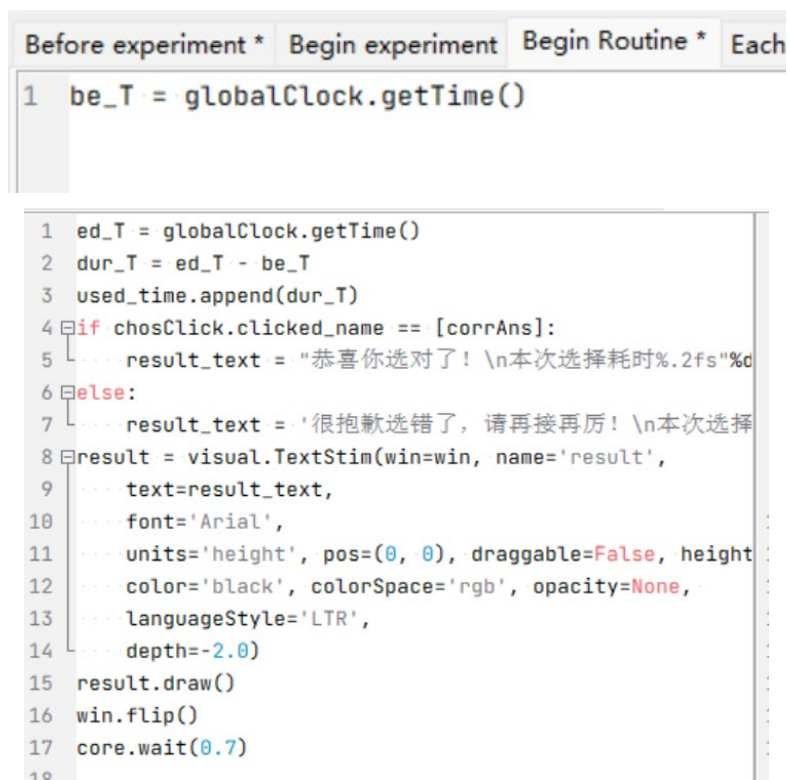 Before experiment * Begin experiment Begin Routine * Each
1 be_T = globalClock.getTime()
1 ed_T = globalClock.getTime()
2 dur_T = ed_T - be_T
3 used_time.append(dur_T)
4 if chosClick.clicked_name == [corrAns]:
5 result_text = "恭喜你选对了！\n本次选择耗时%.2fs"%d
6 else:
7 result_text = '很抱歉选错了，请再接再厉！\n本次选择
8 result = visual.TextStim(win=win, name='result',
9 text=result_text,
10 font='Arial',
11 units='height', pos=(0, 0), draggable=False, height
12 color='black', colorSpace='rgb', opacity=None,
13 languageStyle='LTR',
14 depth=-2.0)
15 result.draw()
16 win.flip()
17 core.wait(0.7)
18